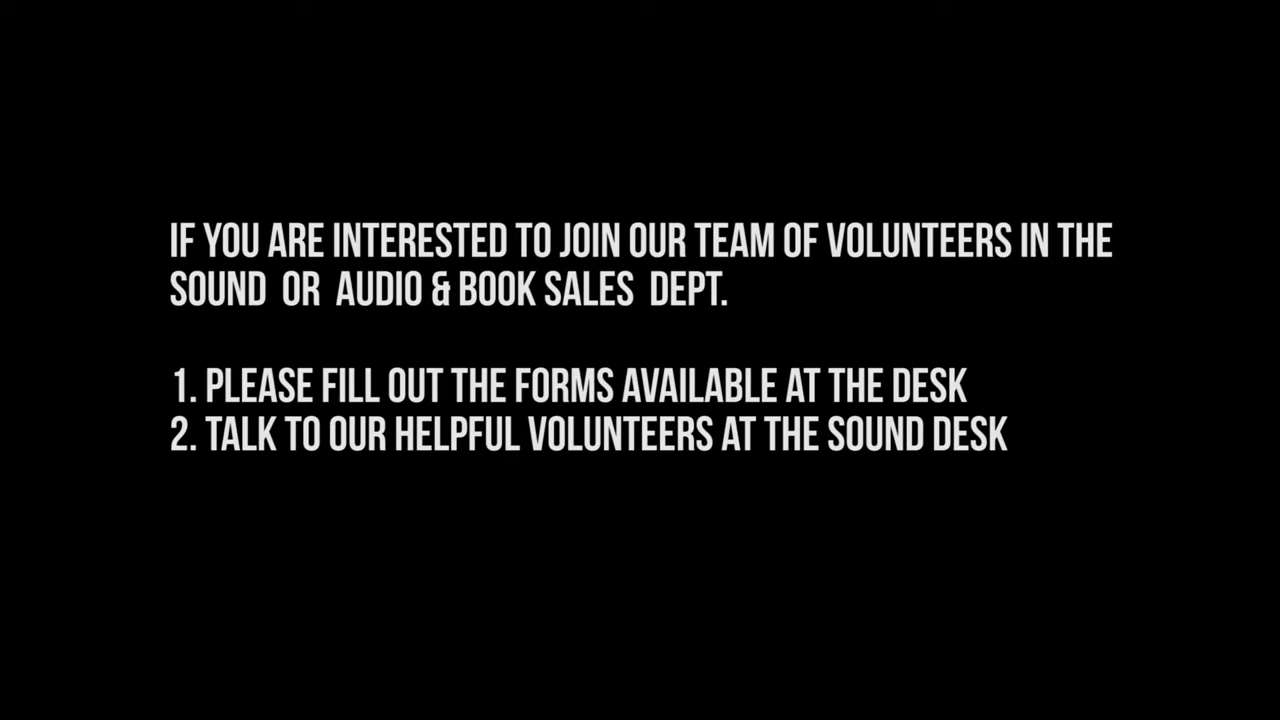 IF YOU ARE INTERESTED TO JOIN OUR TEAM OF VOLUNTEERS IN THE
SOUND OR AUDIO & BOOK SALES DEPT.
1. PLEASE FILL OUT THE FORMS AVAILABLE AT THE DESK
2. TALK TO OUR HELPFUL VOLUNTEERS AT THE SOUND DESK